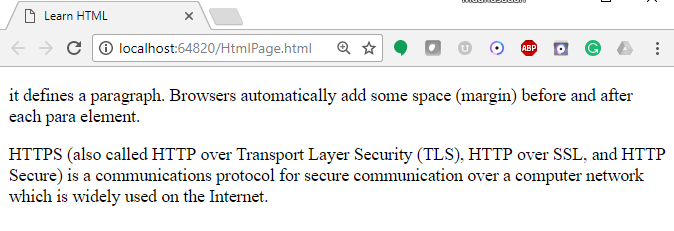 Learn HTML
localhost:64820/HtmlPage.html
ABP
it defines a paragraph. Browsers automatically add some space (margin) before and after
each para element.
HTTPS (also called HTTP over Transport Layer Security (TLS), HTTP over SSL, and HTTP
Secure) is a communications protocol for secure communication over a computer network
which is widely used on the Internet.